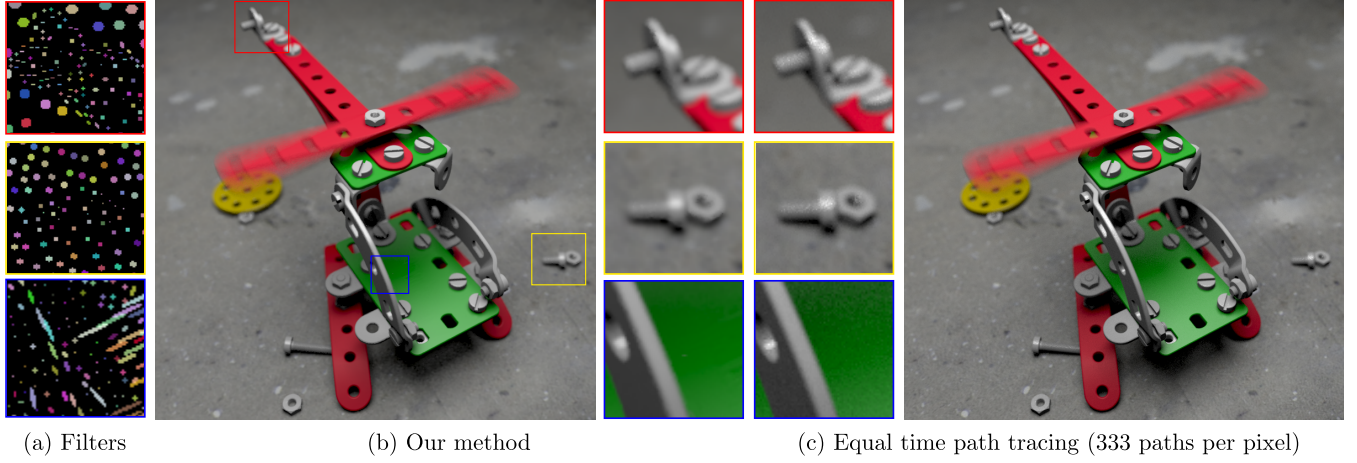 (a) Filters
(b) Our method
(c) Equal time path tracing (333 paths per pixel)